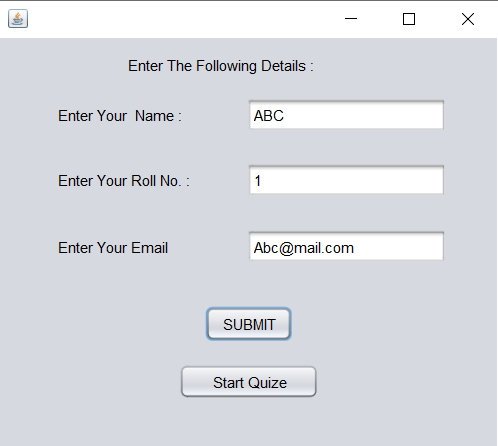 Enter The Following Details :
Enter Your  Name :
ABC
Enter Your Roll No. :
1
Enter Your Email
Abc@mail.com
SUBMIT
Start Quize